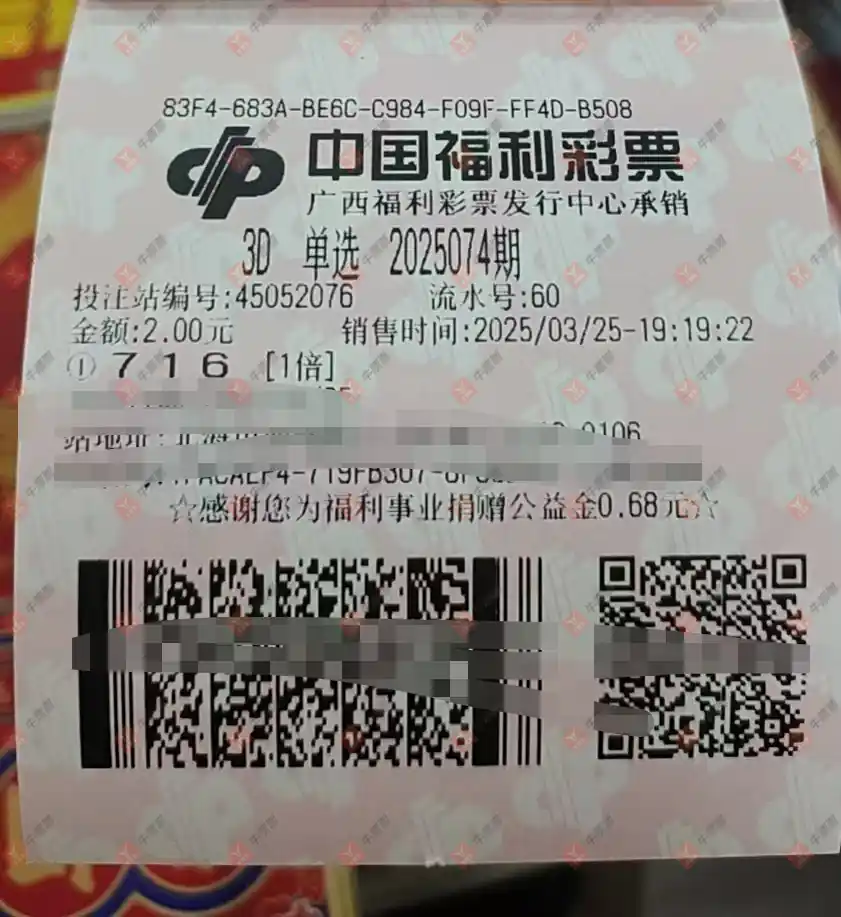 83F4-683A-BE6C-C984-F09F-FF4D-B508
中国福利彩票
广西福利彩票发行中心承销
3D 单选 2025074期
投注站编号:45052076 流水号:60
金额:2.00元 销售时间:2025/03/25-19:19:22
① 7 1 6 [1倍]
站地址: 0106
☆感谢您为福利事业捐赠公益金0.68元☆